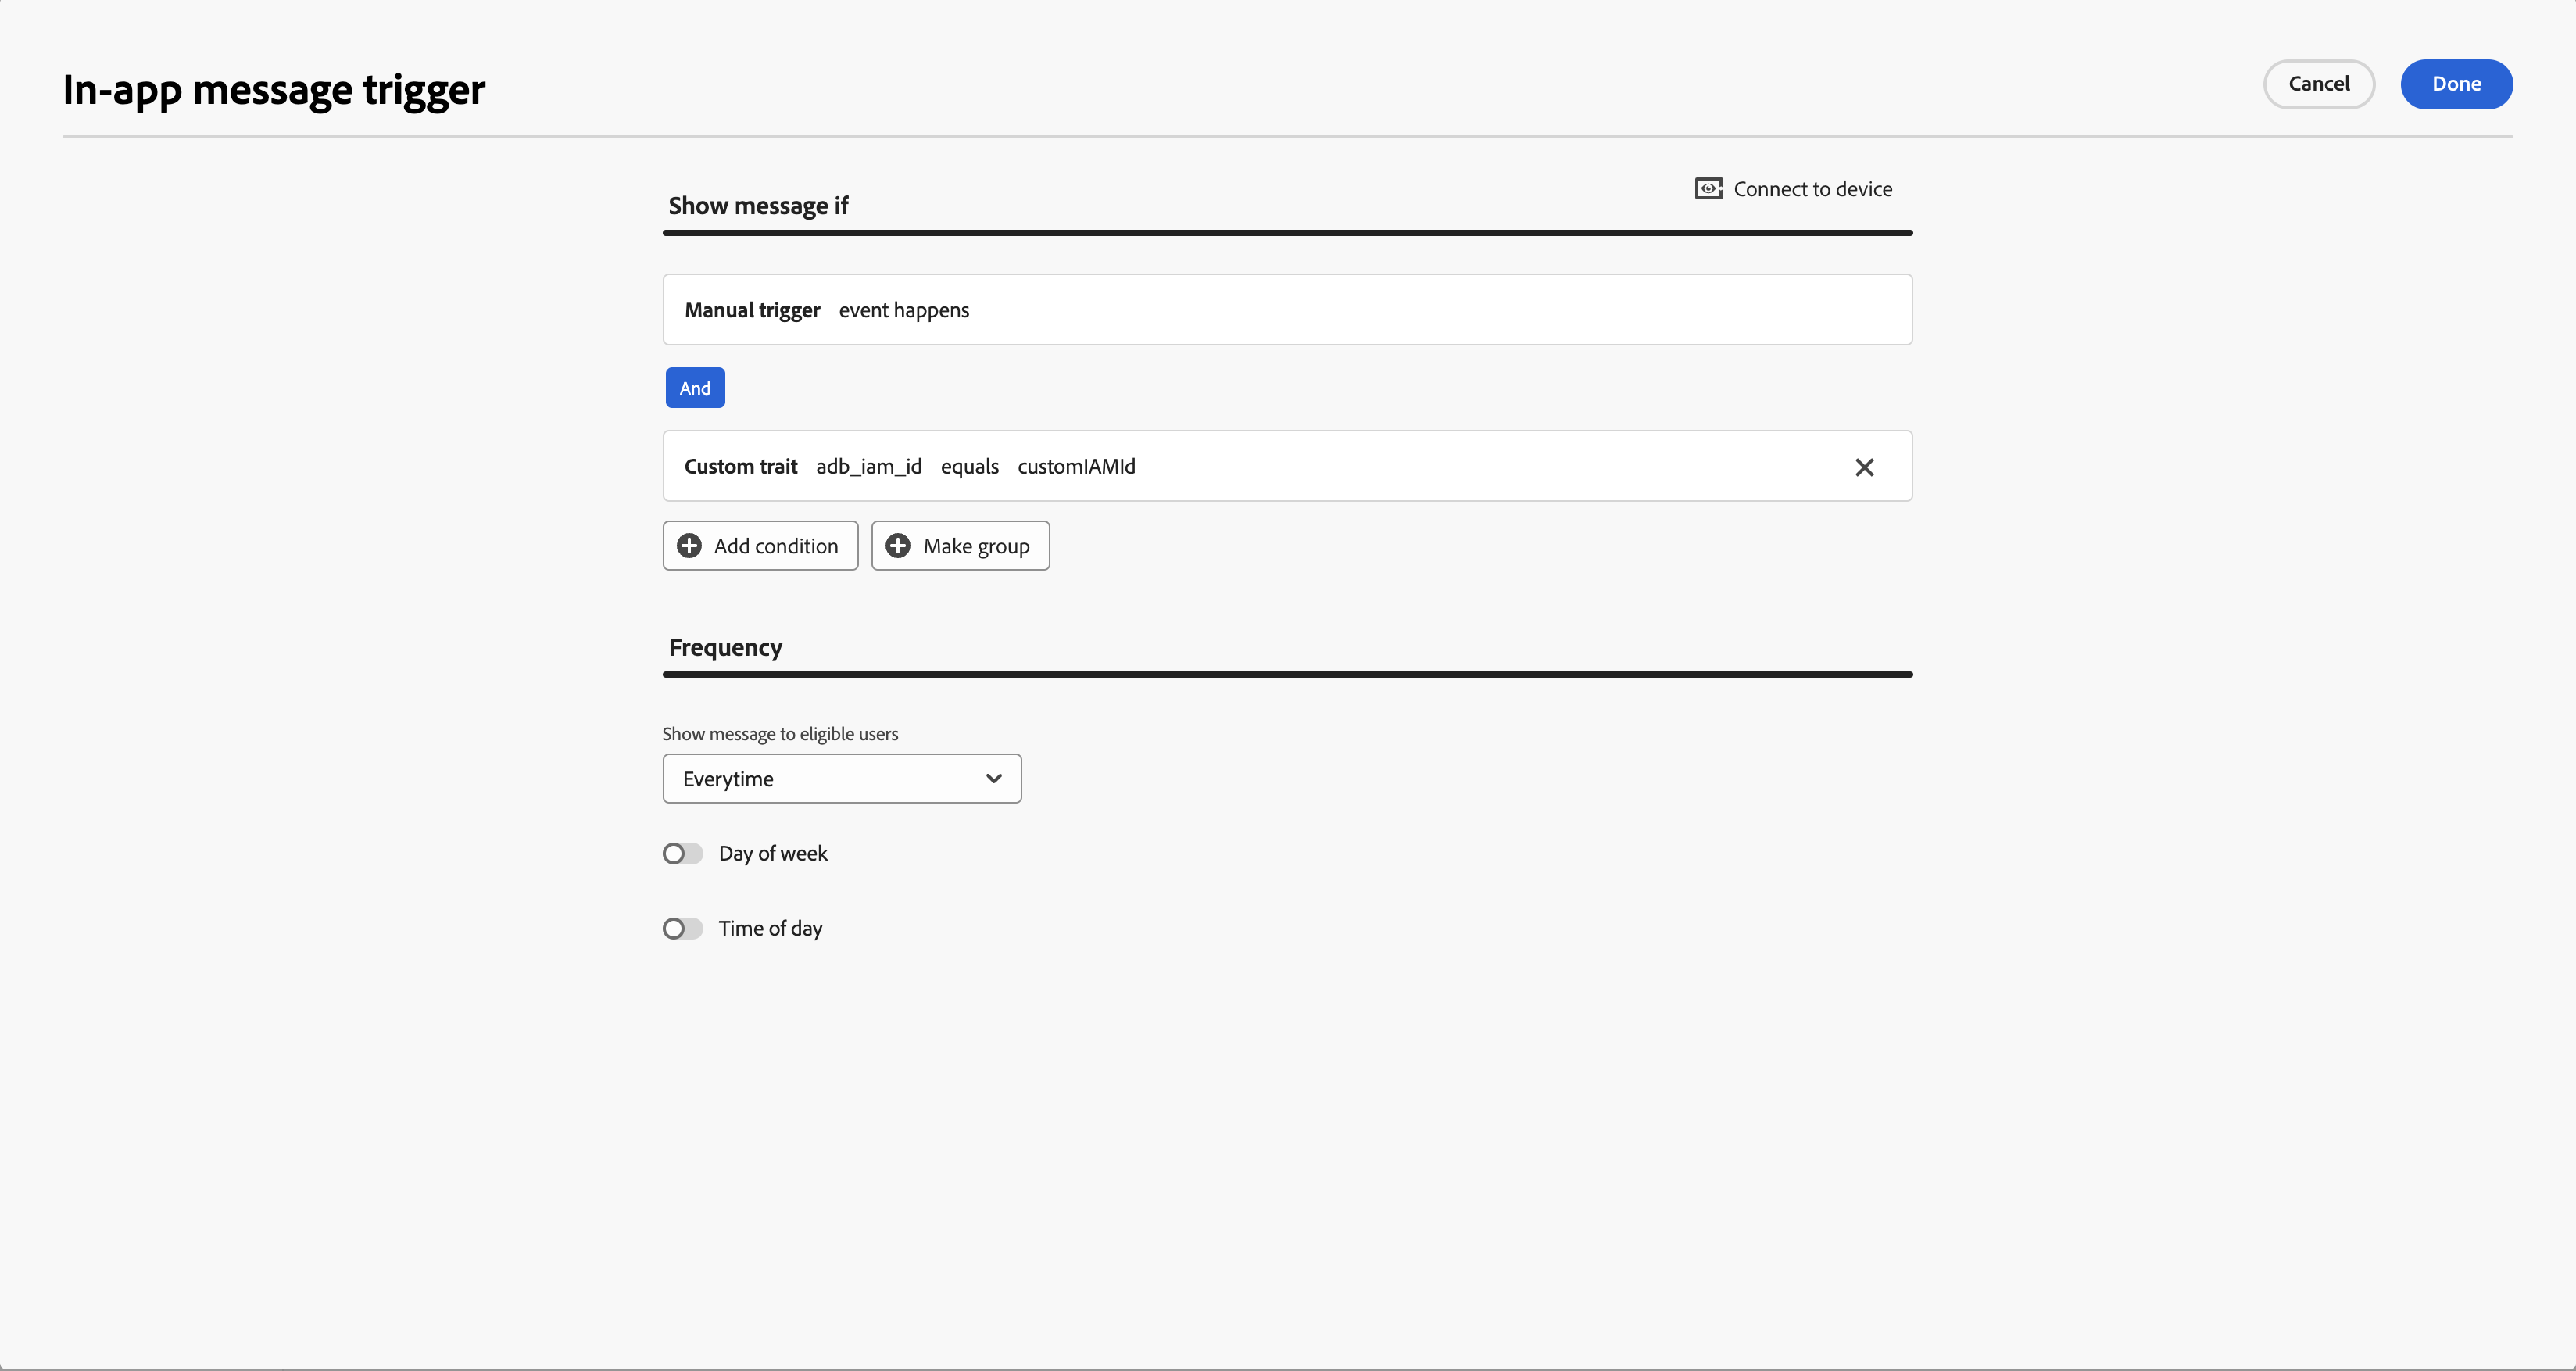 In-app message trigger
Cancel
Done
Show message if
Connect to device
Manual trigger event happens
And
Custom trait adb_iam_id equals customIAMId
Add condition
Make group
Frequency
Show message to eligible users
Everytime
Day of week
Time of day